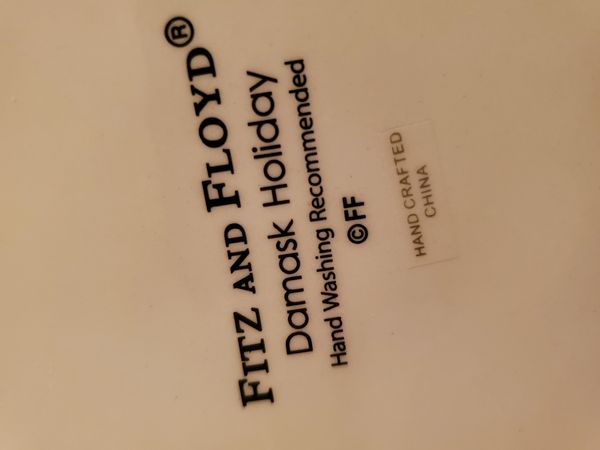 FITZ AND FLOYD®
Damask Holiday
Hand Washing Recommended
©FF
HAND CRAFTED
CHINA